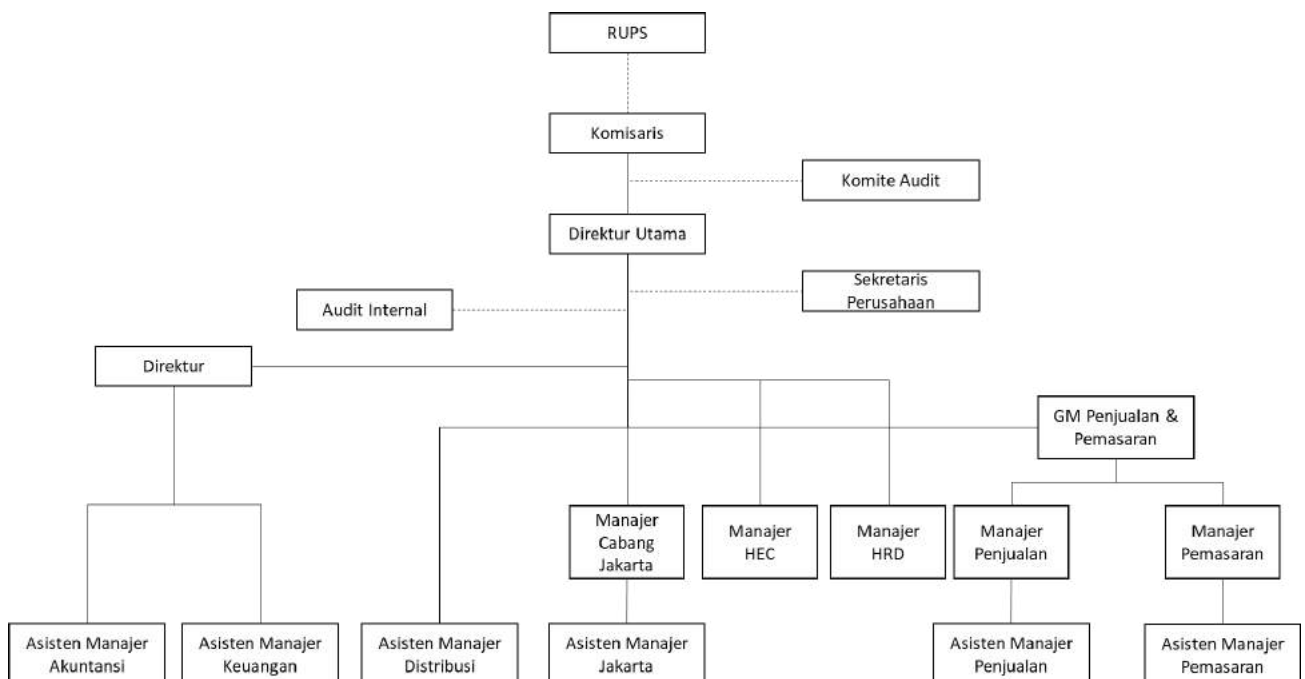 RUPS
Komisaris
Komite Audit
Direktur Utama
Sekretaris
Perusahaan
Audit Internal
Direktur
GM Penjualan &
Pemasaran
Manajer
Cabang
Jakarta
Manajer
HEC
Manajer
HRD
Manajer
Penjualan
Manajer
Pemasaran
Asisten Manajer
Akuntansi
Asisten Manajer
Keuangan
Asisten Manajer
Distribusi
Asisten Manajer
Jakarta
Asisten Manajer
Penjualan
Asisten Manajer
Pemasaran